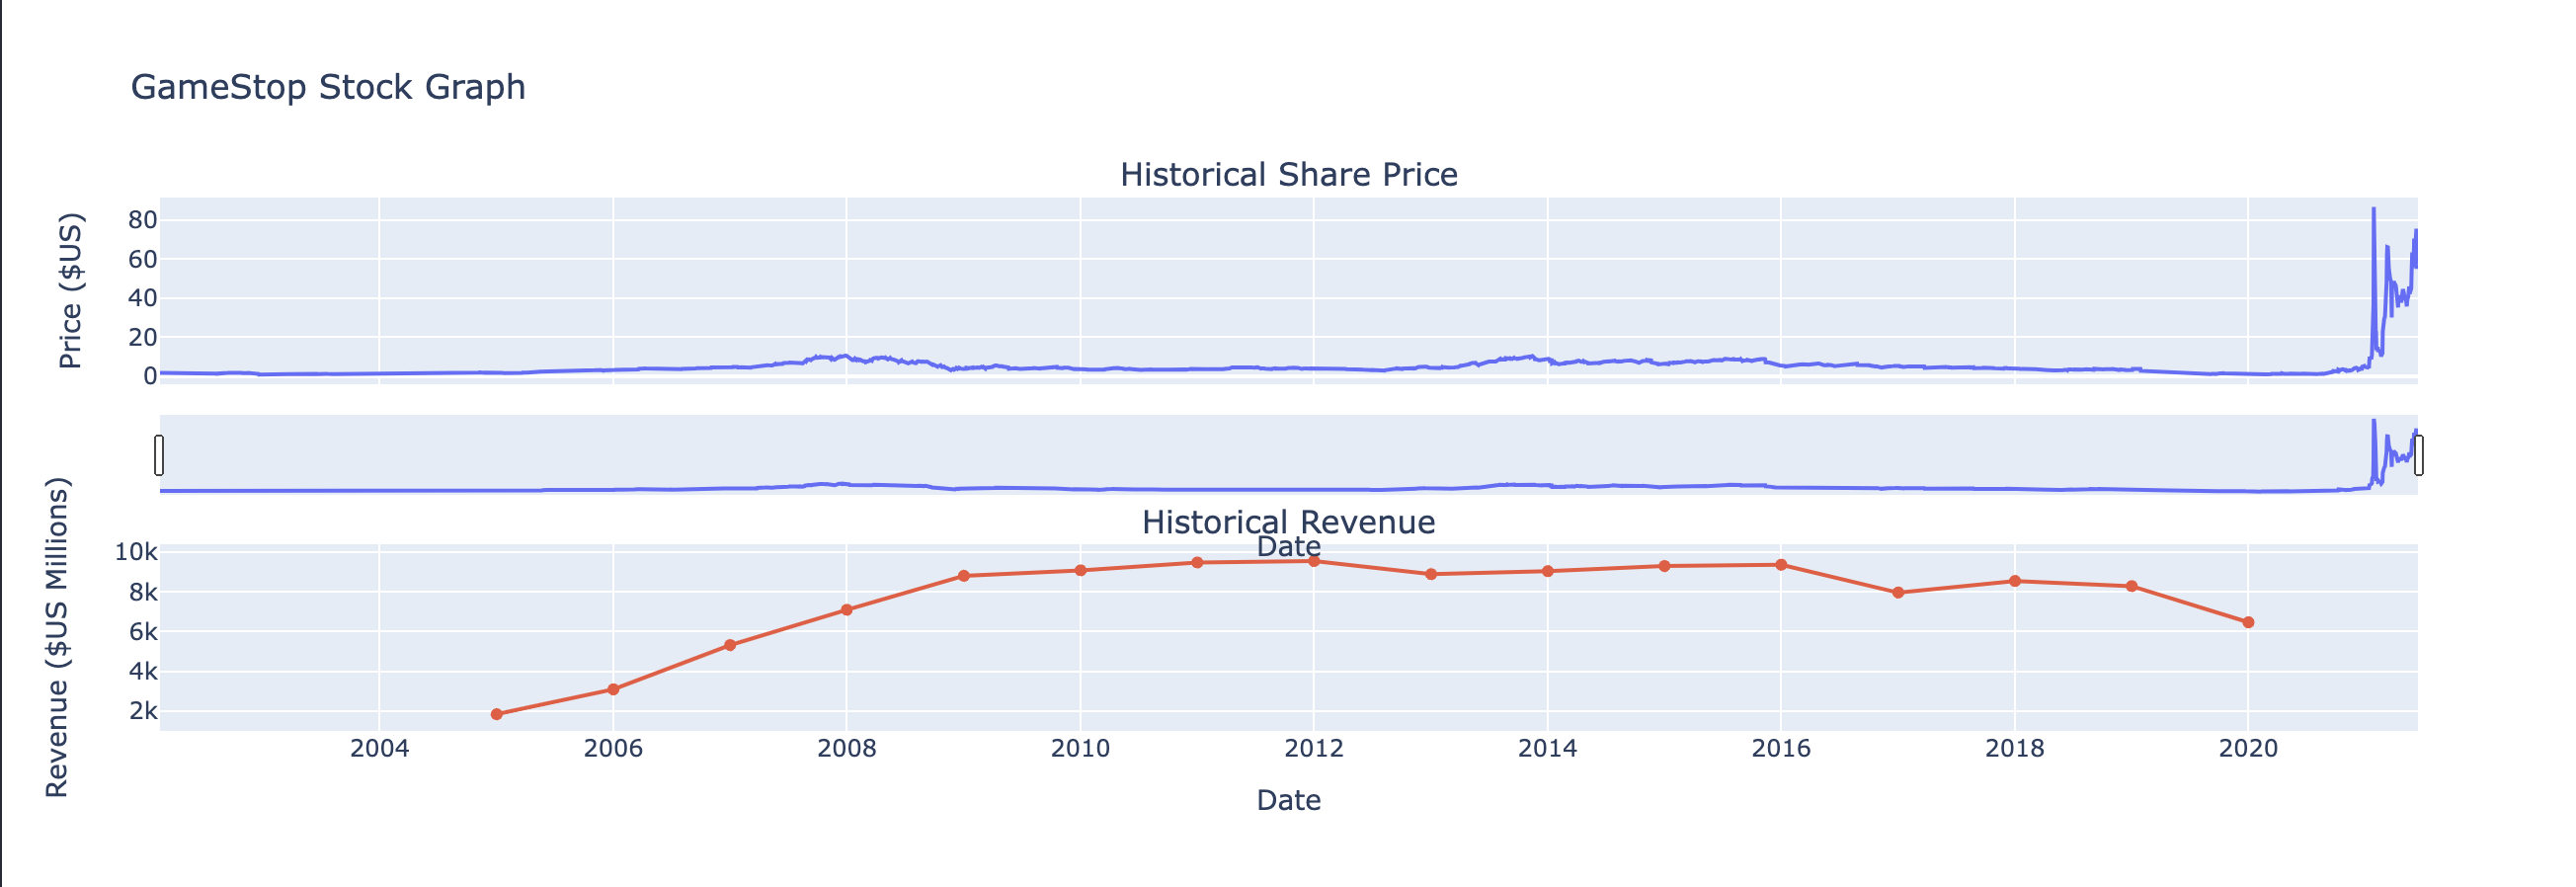 GameStop Stock Graph
Historical Share Price
Price ($US)
80
60
40
20
0
Historical Revenue
Date
Revenue ($US Millions)
10k
8k
6k
4k
2k
2004 2006 2008 2010 2012 2014 2016 2018 2020
Date